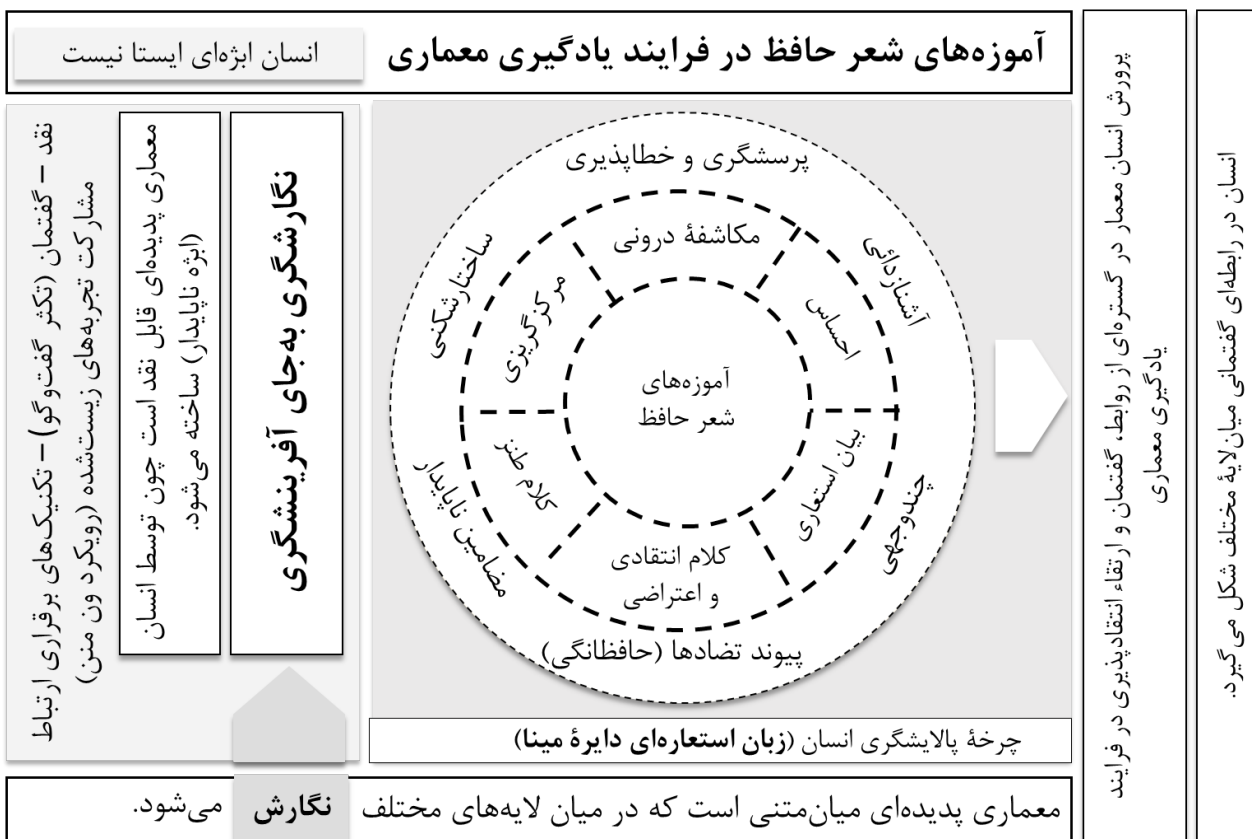 آموزه‌های شعر حافظ در فرایند یادگیری معماری
انسان ابژه‌ای ایستا نیست
انسان در رابطه‌ای گفتمانی میان‌لایهٔ مختلف شکل می‌گیرد.
پرورش انسان معمار در گستره‌ای از روابط، گفتمان و ارتقاء انتقادپذیری در فرایند
یادگیری معماری
پرسشگری و خطاپذیری
آشنازدائی
چندوجهی
پیوند تضادها (حافظانگی)
مضامین ناپایدار
ساختارشکنی
مکاشفهٔ درونی
احساس
بیان استعاری
کلام انتقادی
و اعتراضی
کلام طنز
مرکزگریزی
آموزه‌های
شعر حافظ
چرخهٔ پالایشگری انسان (زبان استعاره‌ای دایرهٔ مینا)
نگارشگری به‌جای آفرینشگری
معماری پدیده‌ای قابل نقد است چون توسط انسان
(ابژه ناپایدار) ساخته می‌شود.
نقد – گفتمان (تکثر گفت‌وگو) – تکنیک‌های برقراری ارتباط
مشارکت تجربه‌های زیست‌شده (رویکرد ون منن)
معماری پدیده‌ای میان‌متنی است که در میان لایه‌های مختلف نگارش می‌شود.